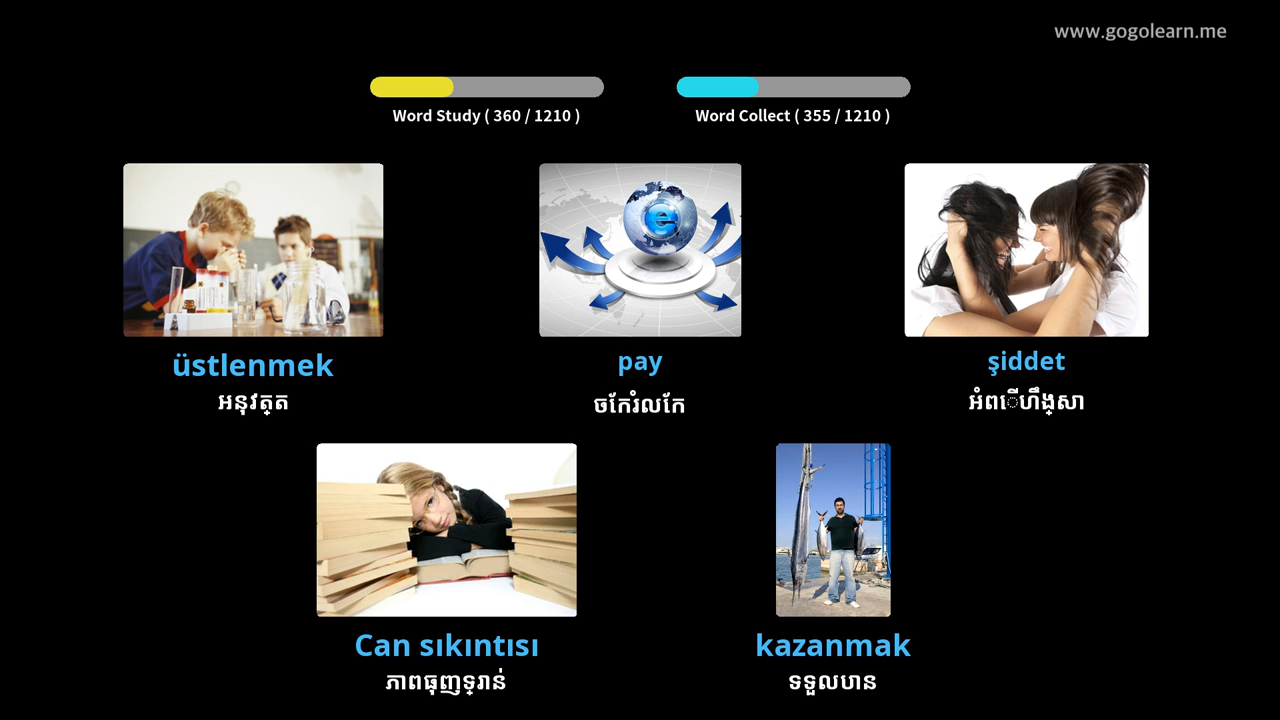 www.gogolearn.me
Word Study ( 360 / 1210 )
Word Collect ( 355 / 1210 )
üstlenmek
អនុវត្ត
pay
ចែករំលែក
şiddet
អំពើហឹង្សា
Can sıkıntısı
ភាពធុញទ្រាន់
kazanmak
ទទួលបាន